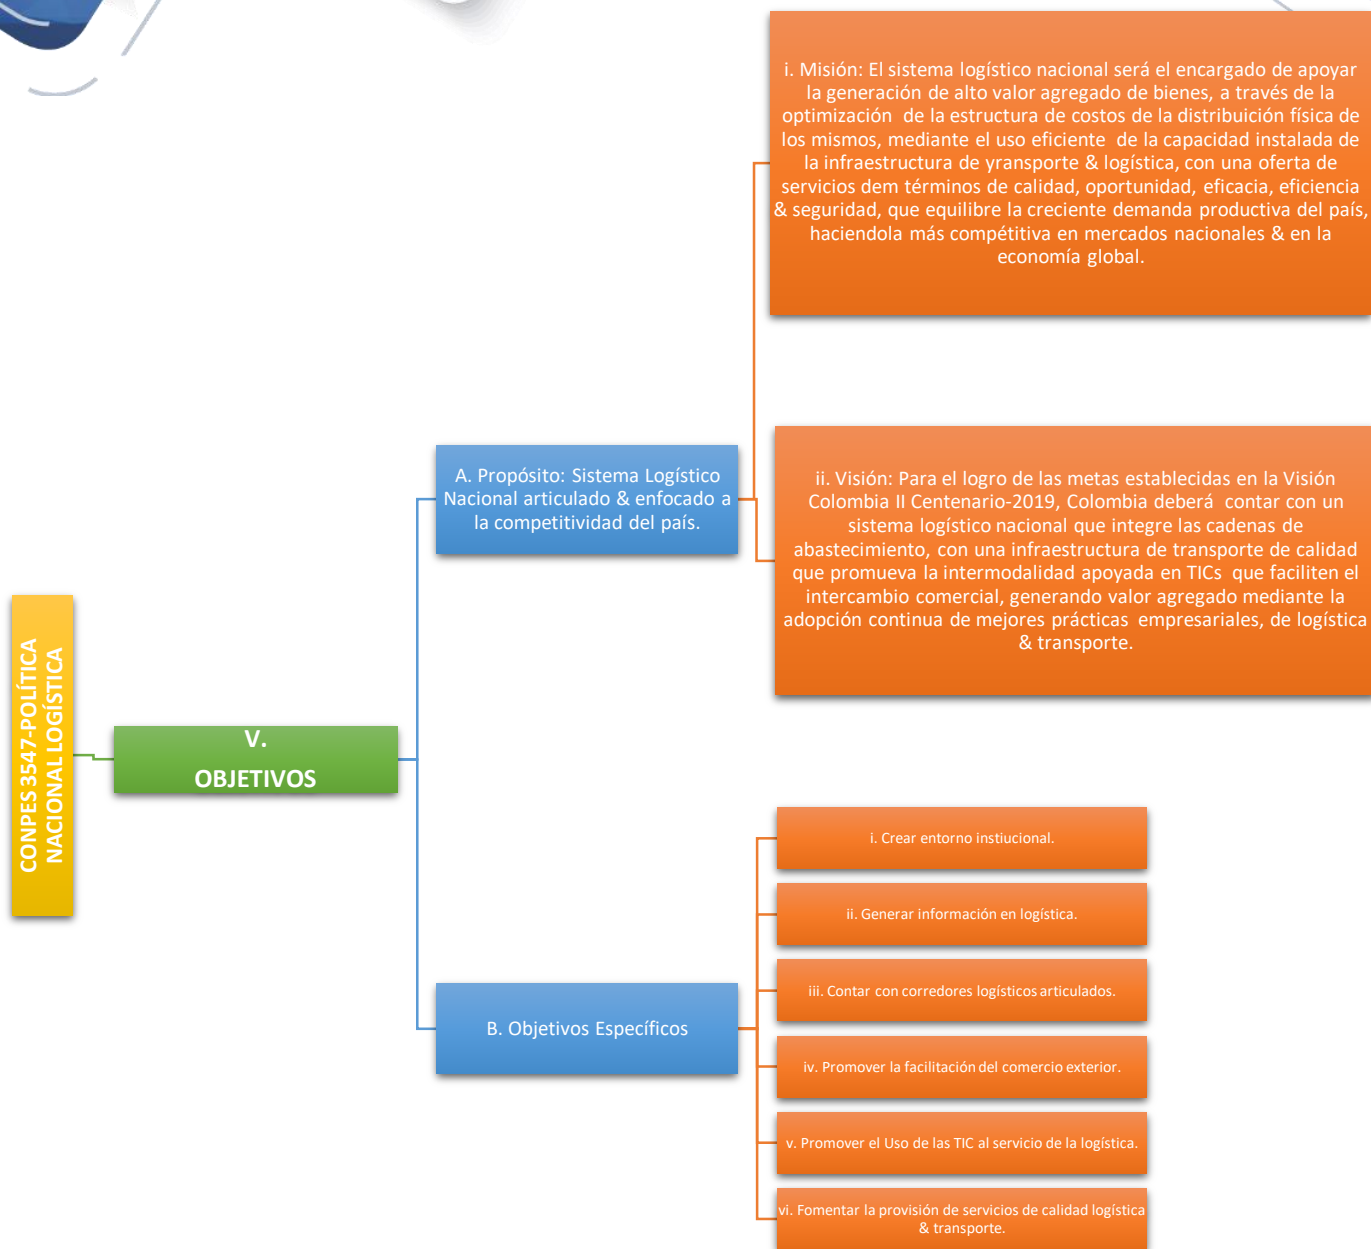 CONPES 3547-POLÍTICA
NACIONAL LOGÍSTICA
V.
OBJETIVOS
A. Propósito: Sistema Logístico
Nacional articulado & enfocado a
la competitividad del país.
i. Misión: El sistema logístico nacional será el encargado de apoyar
la generación de alto valor agregado de bienes, a través de la
optimización de la estructura de costos de la distribuición física de
los mismos, mediante el uso eficiente de la capacidad instalada de
la infraestructura de yransporte & logística, con una oferta de
servicios dem términos de calidad, oportunidad, eficacia, eficiencia
& seguridad, que equilibre la creciente demanda productiva del país,
haciendola más compétitiva en mercados nacionales & en la
economía global.
ii. Visión: Para el logro de las metas establecidas en la Visión
Colombia II Centenario-2019, Colombia deberá contar con un
sistema logístico nacional que integre las cadenas de
abastecimiento, con una infraestructura de transporte de calidad
que promueva la intermodalidad apoyada en TICs que faciliten el
intercambio comercial, generando valor agregado mediante la
adopción continua de mejores prácticas empresariales, de logística
& transporte.
B. Objetivos Específicos
i. Crear entorno instiucional.
ii. Generar información en logística.
iii. Contar con corredores logísticos articulados.
iv. Promover la facilitación del comercio exterior.
v. Promover el Uso de las TIC al servicio de la logística.
vi. Fomentar la provisión de servicios de calidad logística
& transporte.